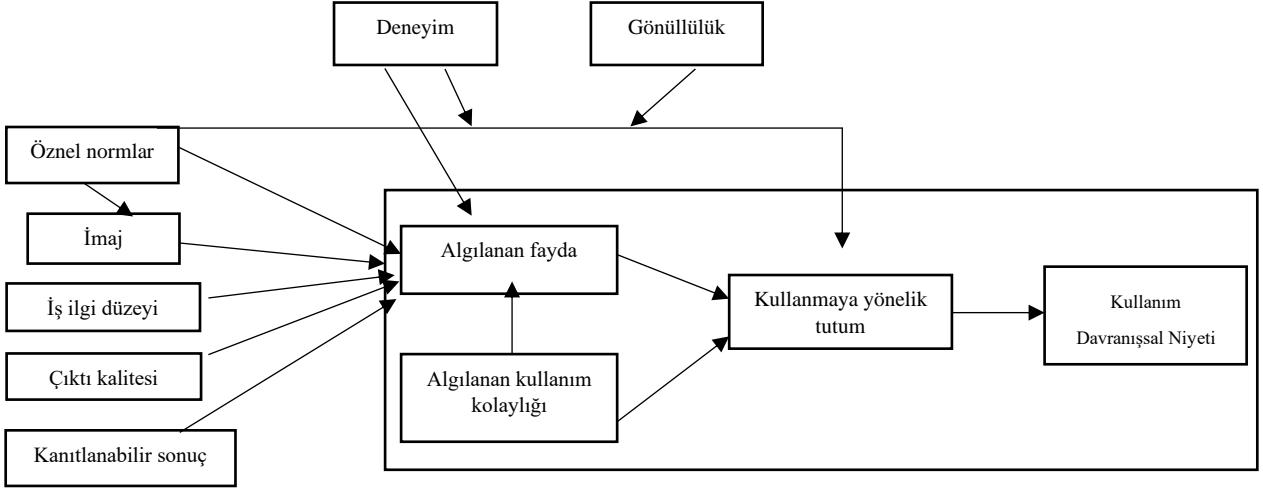 Deneyim
Gönüllülük
Öznel normlar
İmaj
Algılanan fayda
Kullanmaya yönelik
tutum
Kullanım
Davranışsal Niyeti
İş ilgi düzeyi
Çıktı kalitesi
Algılanan kullanım
kolaylığı
Kanıtlanabilir sonuç